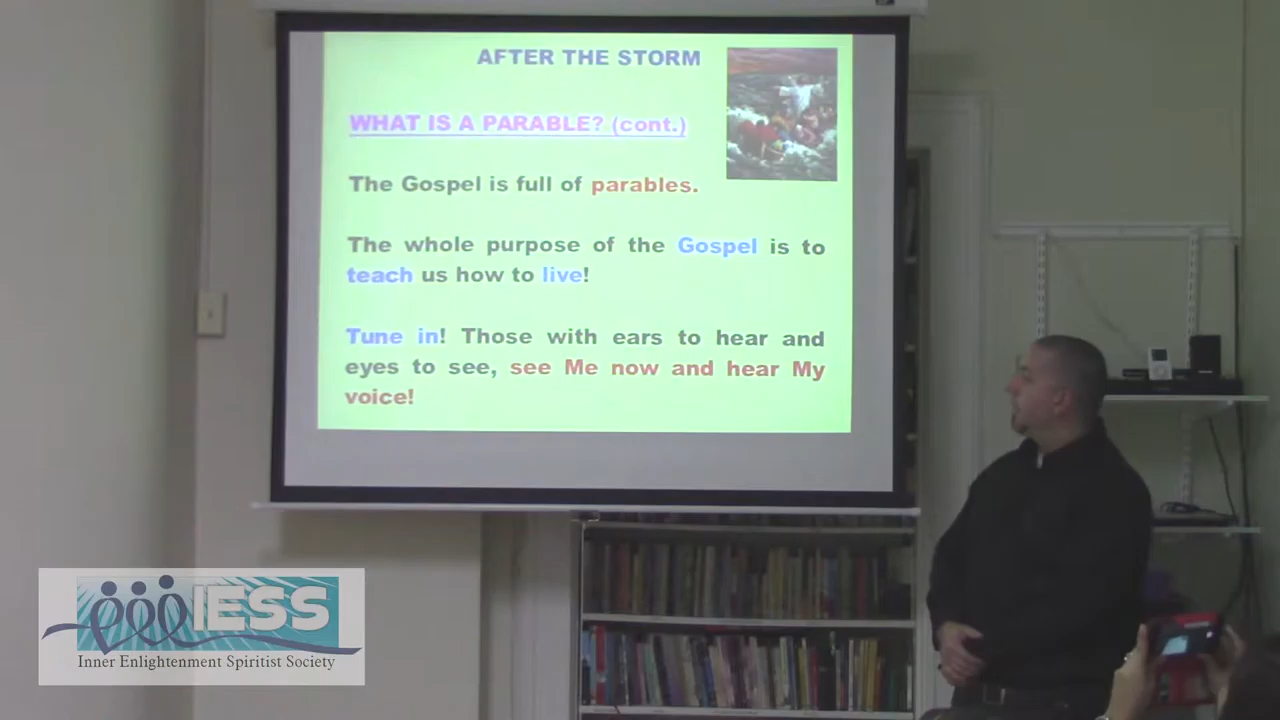 AFTER THE STORM
WHAT IS A PARABLE? (cont.)
The Gospel is full of parables.
The whole purpose of the Gospel is to
teach us how to live!
Tune in! Those with ears to hear and
eyes to see, see Me now and hear My
voice!
IESS
Inner Enlightenment Spiritist Society